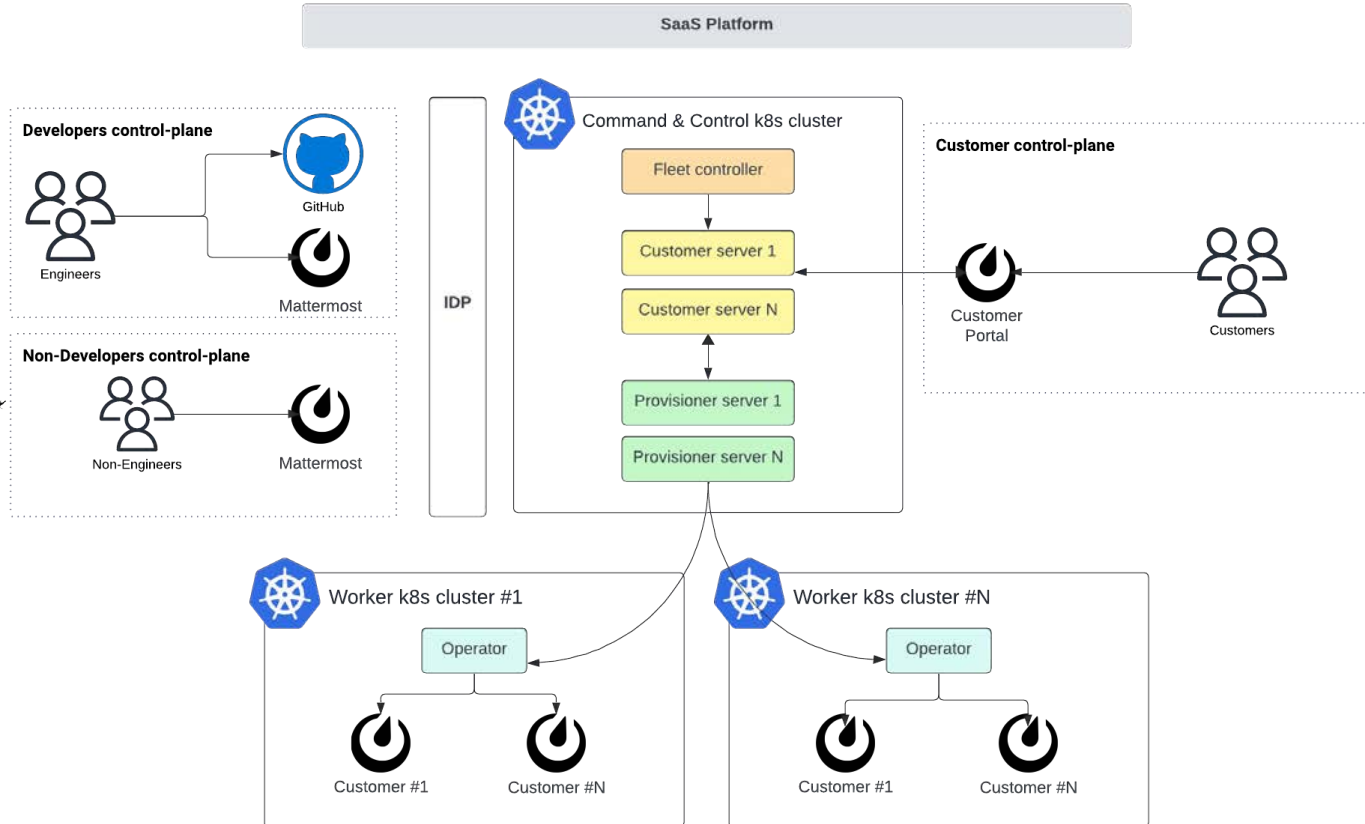 SaaS Platform
Developers control-plane
GitHub
Engineers
Mattermost
Non-Developers control-plane
Non-Engineers
Mattermost
IDP
Command & Control k8s cluster
Fleet controller
Customer server 1
Customer server N
Provisioner server 1
Provisioner server N
Customer control-plane
Customer
Portal
Customers
Worker k8s cluster #1
Operator
Customer #1
Customer #N
Worker k8s cluster #N
Operator
Customer #1
Customer #N